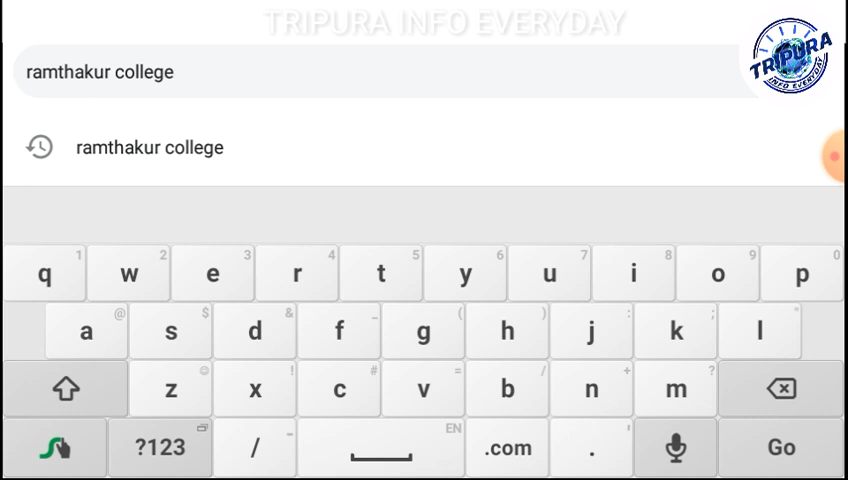 TRIPURA INFO EVERYDAY
TRIPURA
INFO EVERYDAY
ramthakur college
ramthakur college
1 2 3 4 5 6 7 8 9 0
q w e r t y u i o p
@ $ & _ ( ) : ; "
a s d f g h j k l
☺ ! # = / + ?
z x c v b n m
EN
?123 / .com . Go